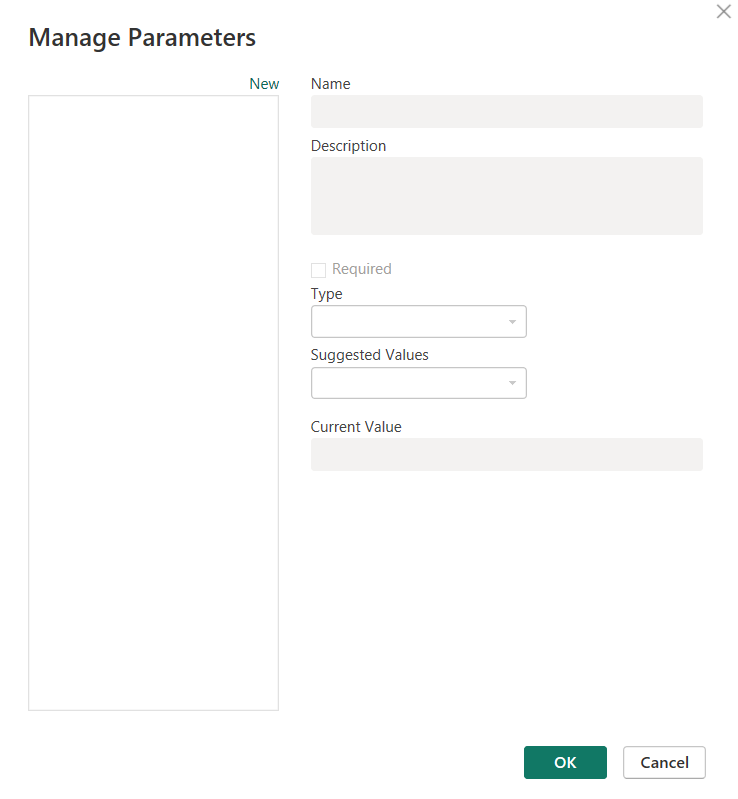 Manage Parameters
New
Name
Description
Required
Type
Suggested Values
Current Value
OK
Cancel